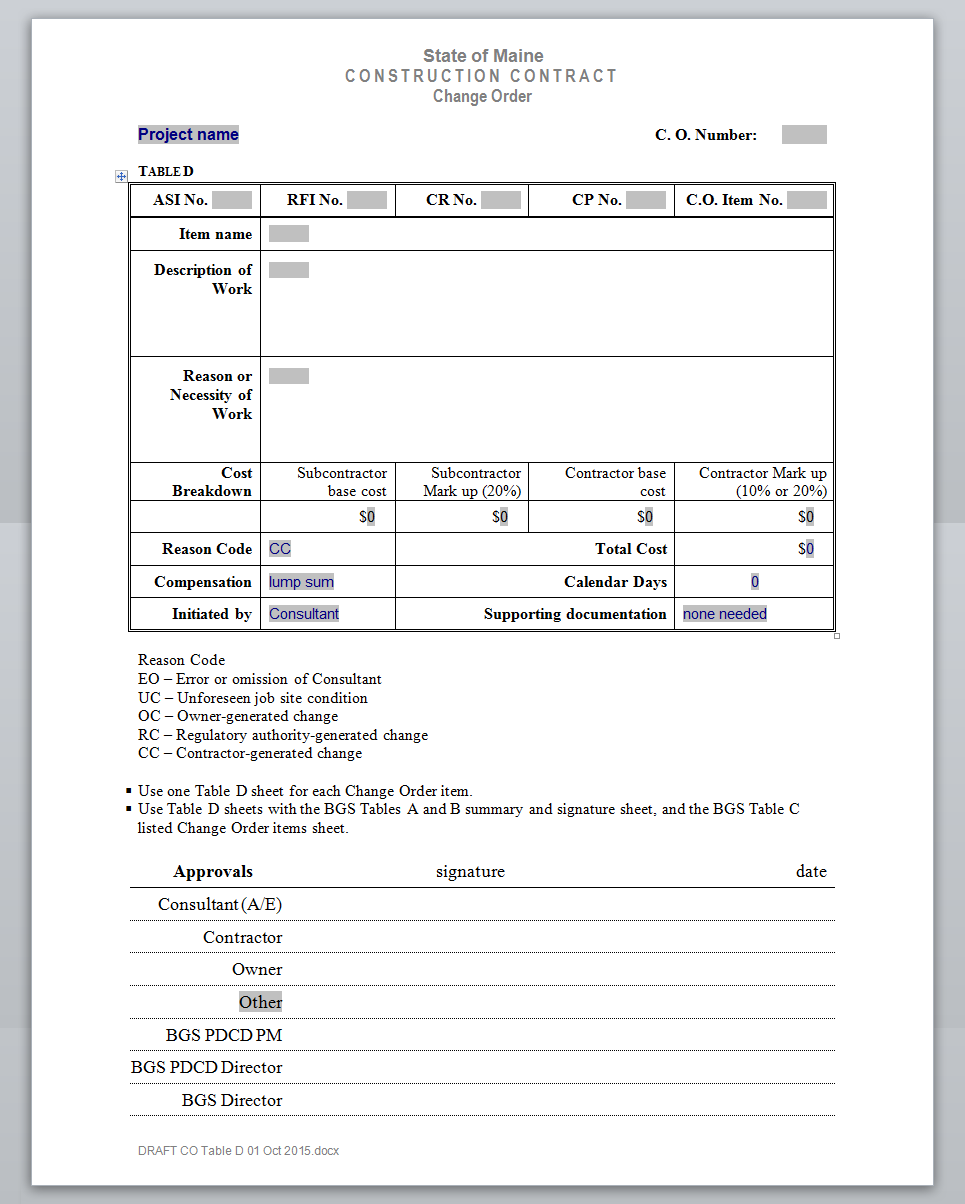 State of Maine
CONSTRUCTION CONTRACT
Change Order
Project name C. O. Number:
TABLE D
ASI No. RFI No. CR No. CP No. C.O. Item No.
Item name
Description of
Work
Reason or
Necessity of
Work
Cost Subcontractor Subcontractor Contractor base Contractor Mark up
Breakdown base cost Mark up (20%) cost (10% or 20%)
$0 $0 $0 $0
Reason Code CC Total Cost $0
Compensation lump sum Calendar Days 0
Initiated by Consultant Supporting documentation none needed
Reason Code
EO – Error or omission of Consultant
UC – Unforeseen job site condition
OC – Owner-generated change
RC – Regulatory authority-generated change
CC – Contractor-generated change
▪ Use one Table D sheet for each Change Order item.
▪ Use Table D sheets with the BGS Tables A and B summary and signature sheet, and the BGS Table C
listed Change Order items sheet.
Approvals signature date
Consultant (A/E)
Contractor
Owner
Other
BGS PDCD PM
BGS PDCD Director
BGS Director
DRAFT CO Table D 01 Oct 2015.docx